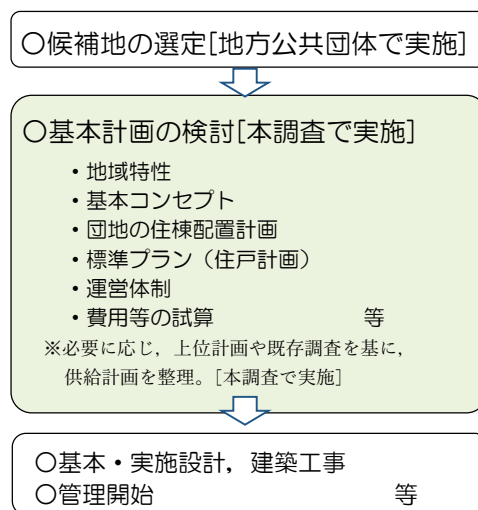 〇候補地の選定[地方公共団体で実施]
〇基本計画の検討[本調査で実施]
・地域特性
・基本コンセプト
・団地の住棟配置計画
・標準プラン（住戸計画）
・運営体制
・費用等の試算　　　　　　　等
※必要に応じ，上位計画や既存調査を基に，
供給計画を整理。［本調査で実施］
〇基本・実施設計，建築工事
〇管理開始　　　　　　　　　等